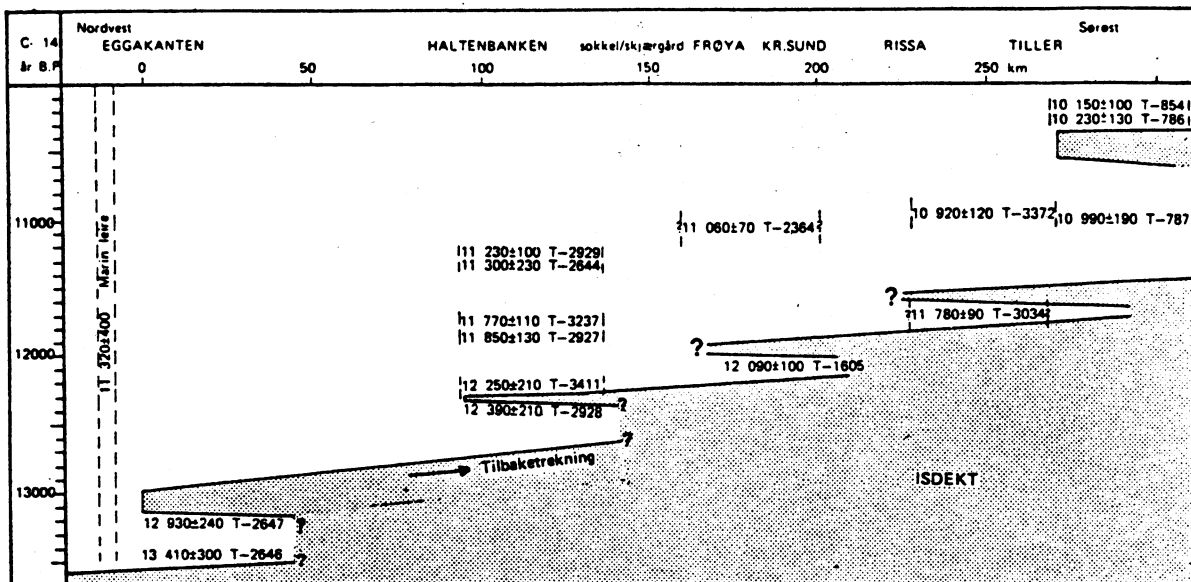 Nordvest Sørøst
C- 14 EGGAKANTEN HALTENBANKEN sokkel/skjærgård FRØYA KR.SUND RISSA TILLER
år B.P. 0 50 100 150 200 250 km
10 150±100 T-854
10 230±130 T-786
11000
10 920±120 T-3372
10 990±190 T-787
?11 060±70 T-2364?
11 230±100 T-2929
11 300±230 T-2644
Marin leire
?
11 770±110 T-3237
?11 780±90 T-3034?
11 850±130 T-2927
12000
?
12 090±100 T-1605
12 250±210 T-3411
12 390±210 T-2928 ?
?
Tilbaketrekning
ISDEKT
13000
12 930±240 T-2647 ?
13 410±300 T-2646 ?